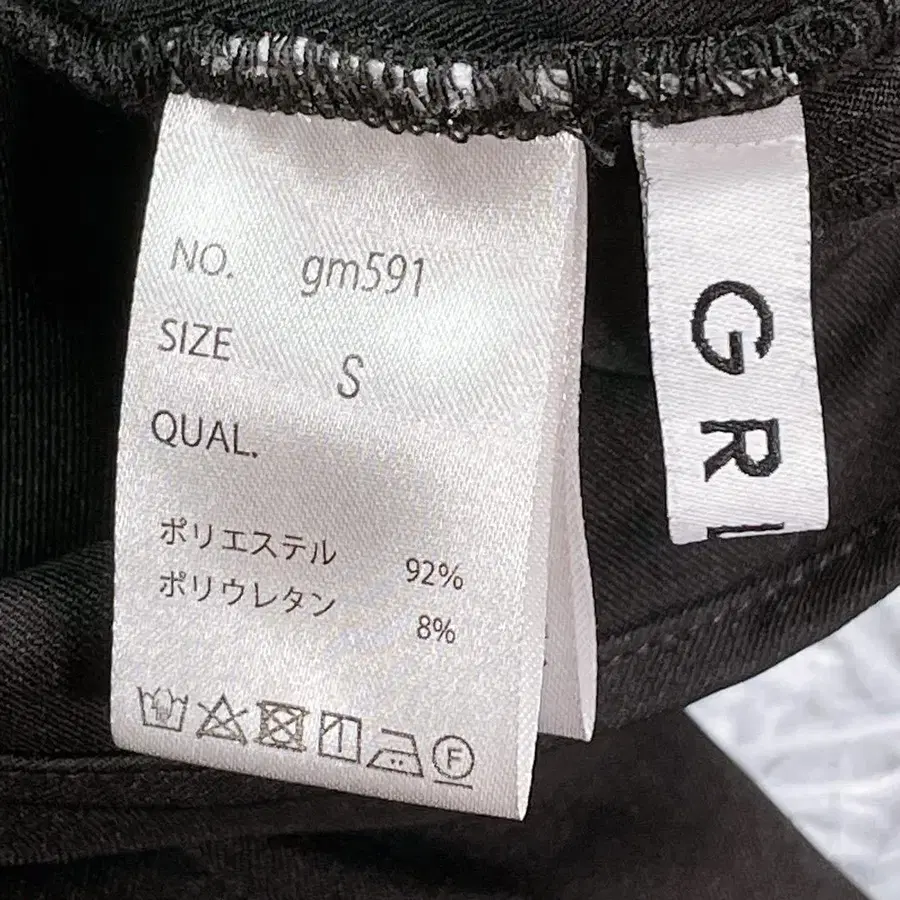 NO. gm591
SIZE S
QUAL.
ポリエステル 92%
ポリウレタン 8%
F
GR